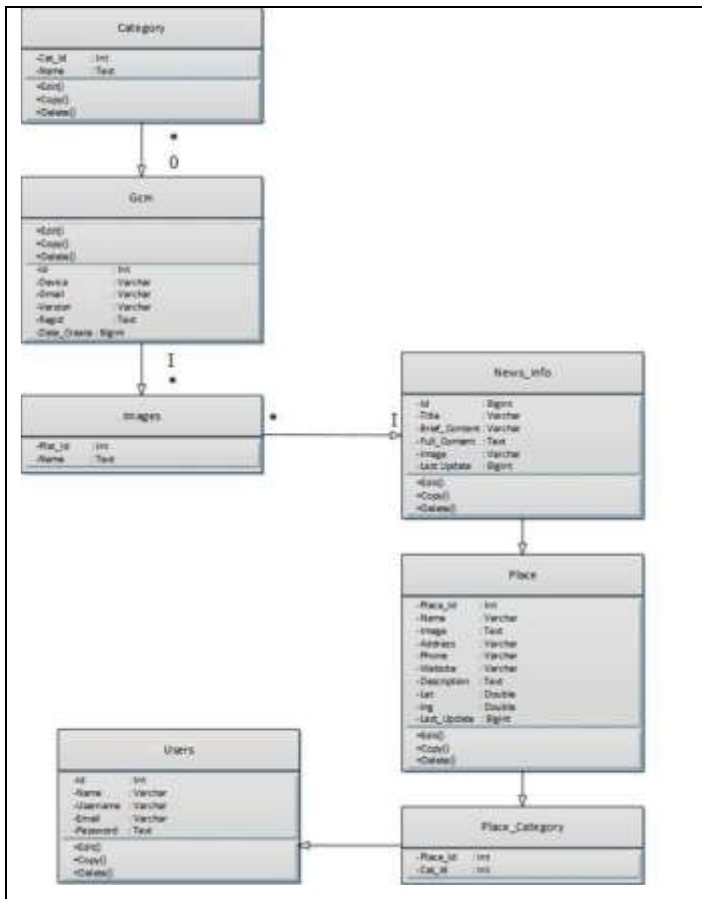 Category
-Cat_Id : Int
-Name : Text
+Edit()
+Copy()
+Delete()
*
0
Gcm
+Edit()
+Copy()
+Delete()
-Id : Int
-Device : Varchar
-Email : Varchar
-Version : Varchar
-Regid : Text
-Date_Create : Bigint
I
*
Images
-Plac_Id : Int
-Name : Text
*
I
News_Info
-Id : Bigint
-Title : Varchar
-Brief_Content : Varchar
-Full_Content : Text
-Image : Varchar
-Last Update : Bigint
+Edit()
+Copy()
+Delete()
Place
-Place_Id : Int
-Name : Varchar
-Image : Text
-Address : Varchar
-Phone : Varchar
-Website : Varchar
-Description : Text
-Lat : Double
-lng : Double
-Last_Update : Bigint
+Edit()
+Copy()
+Delete()
Place_Category
-Place_Id : Int
-Cat_Id : Int
Users
-Id : Int
-Name : Varchar
-Username : Varchar
-Email : Varchar
-Password : Text
+Edit()
+Copy()
+Delete()